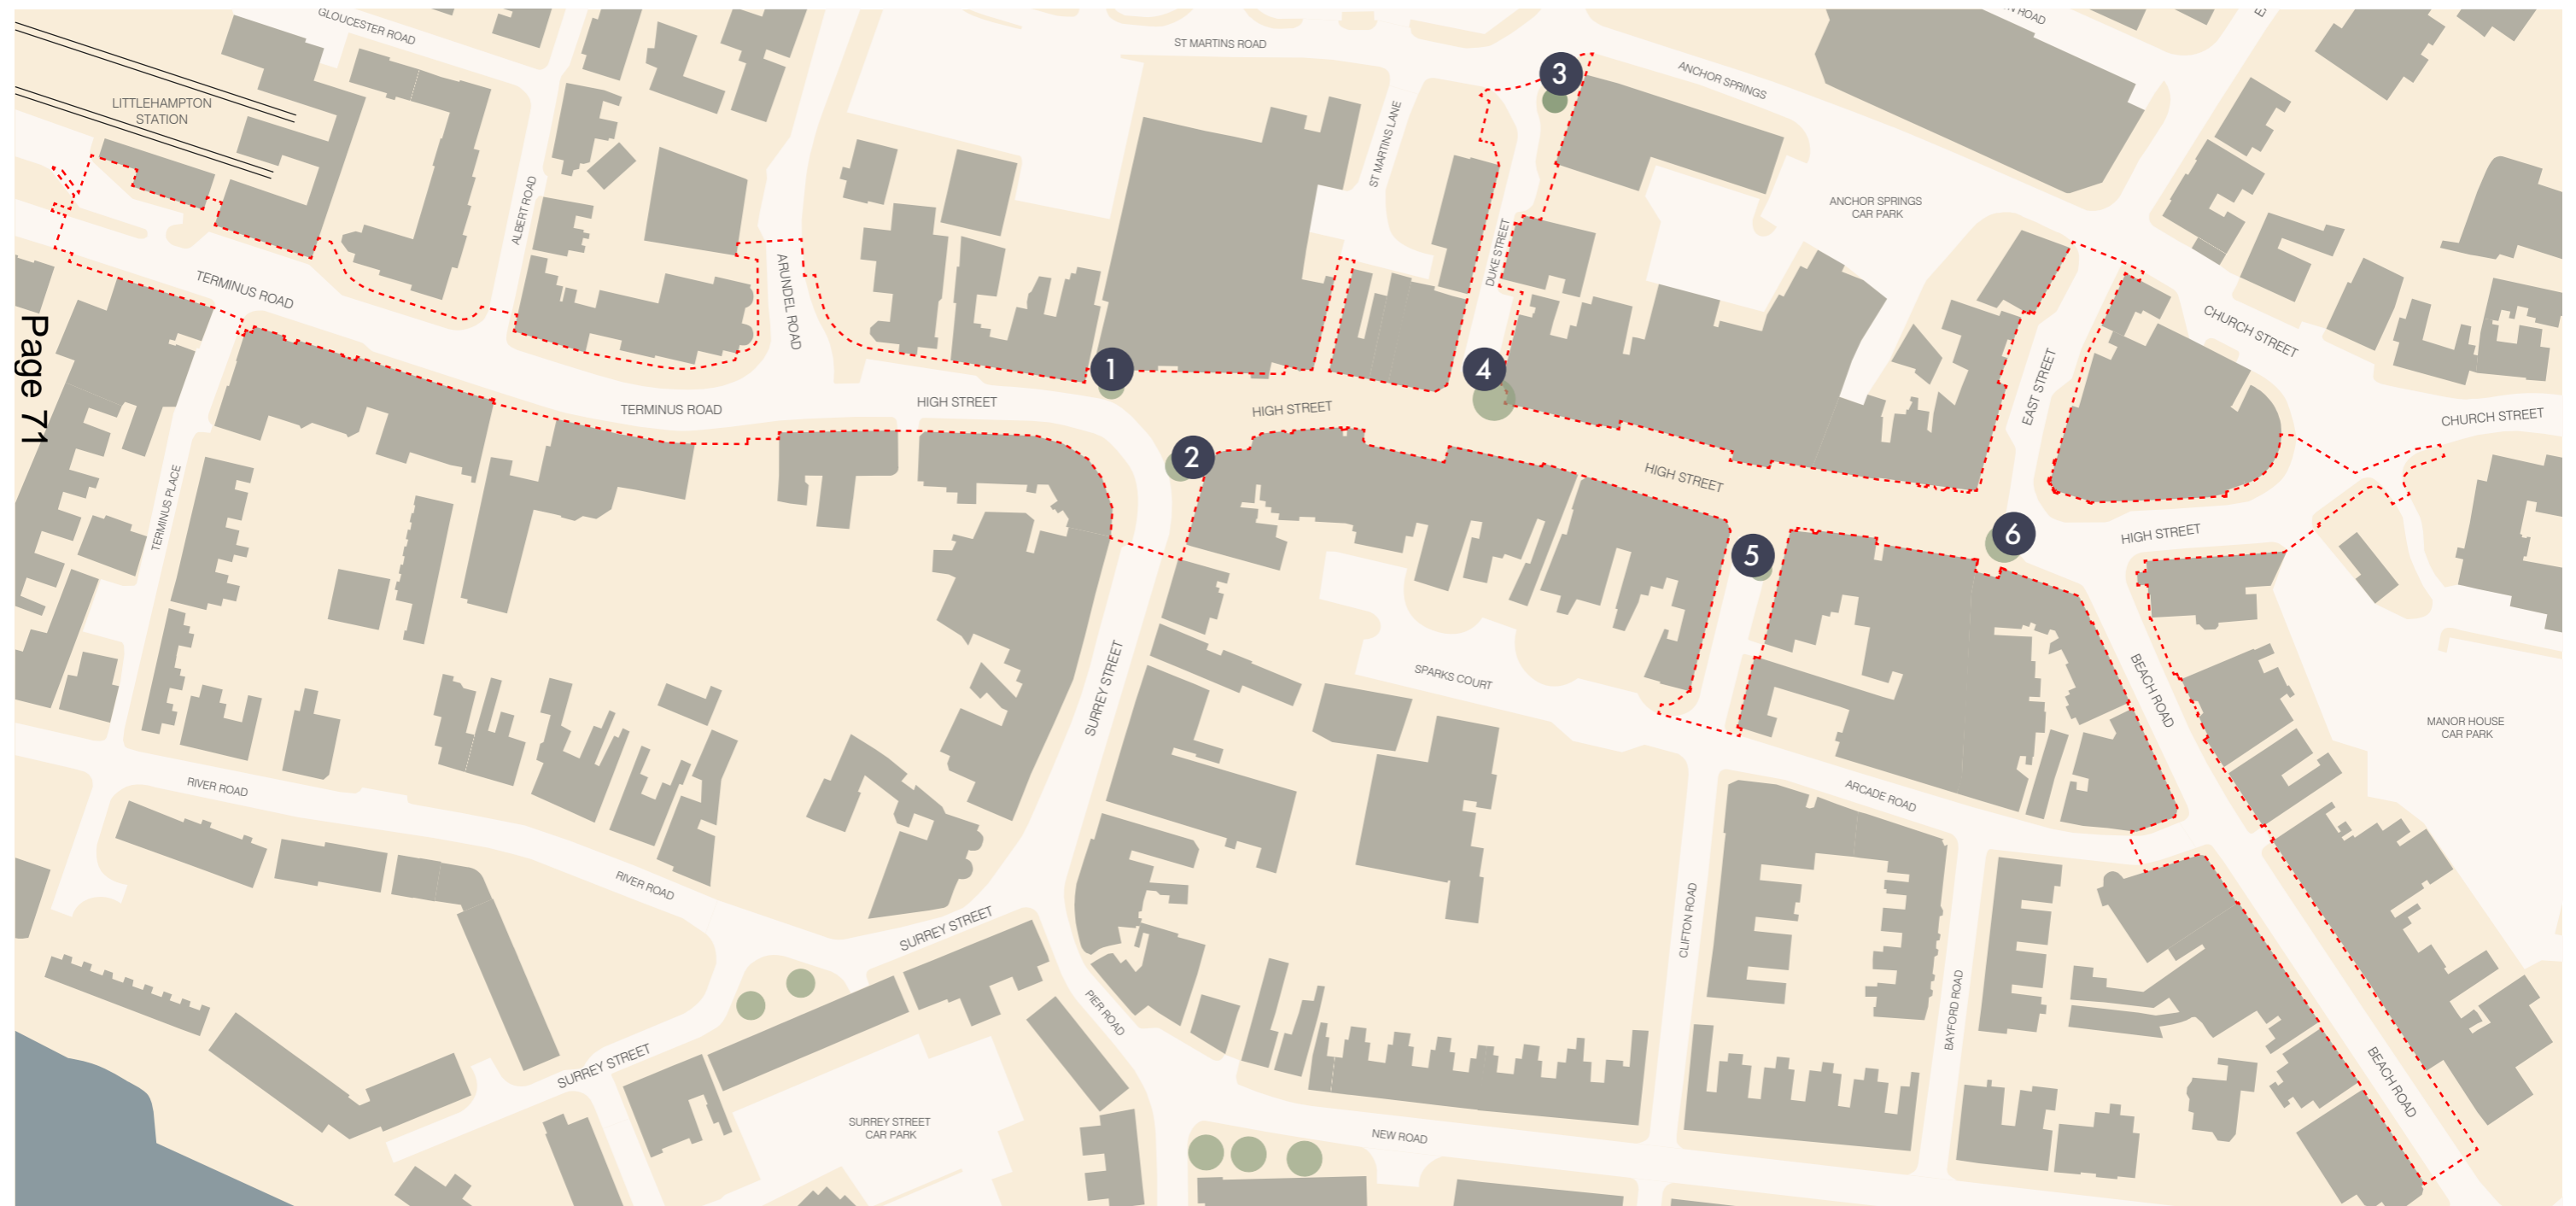 GLOUCESTER ROAD
ST MARTINS ROAD
ANCHOR SPRINGS
ROAD
3
LITTLEHAMPTON
STATION
ST MARTINS LANE
ALBERT ROAD
ANCHOR SPRINGS
CAR PARK
DUKE STREET
TERMINUS ROAD
ARUNDEL ROAD
CHURCH STREET
Page 71
1
4
EAST STREET
TERMINUS ROAD
HIGH STREET
HIGH STREET
CHURCH STREET
2
HIGH STREET
TERMINUS PLACE
5
6
HIGH STREET
SURREY STREET
SPARKS COURT
BEACH ROAD
MANOR HOUSE
CAR PARK
RIVER ROAD
ARCADE ROAD
RIVER ROAD
SURREY STREET
CLIFTON ROAD
PIER ROAD
BAYFORD ROAD
SURREY STREET
BEACH ROAD
SURREY STREET
CAR PARK
NEW ROAD